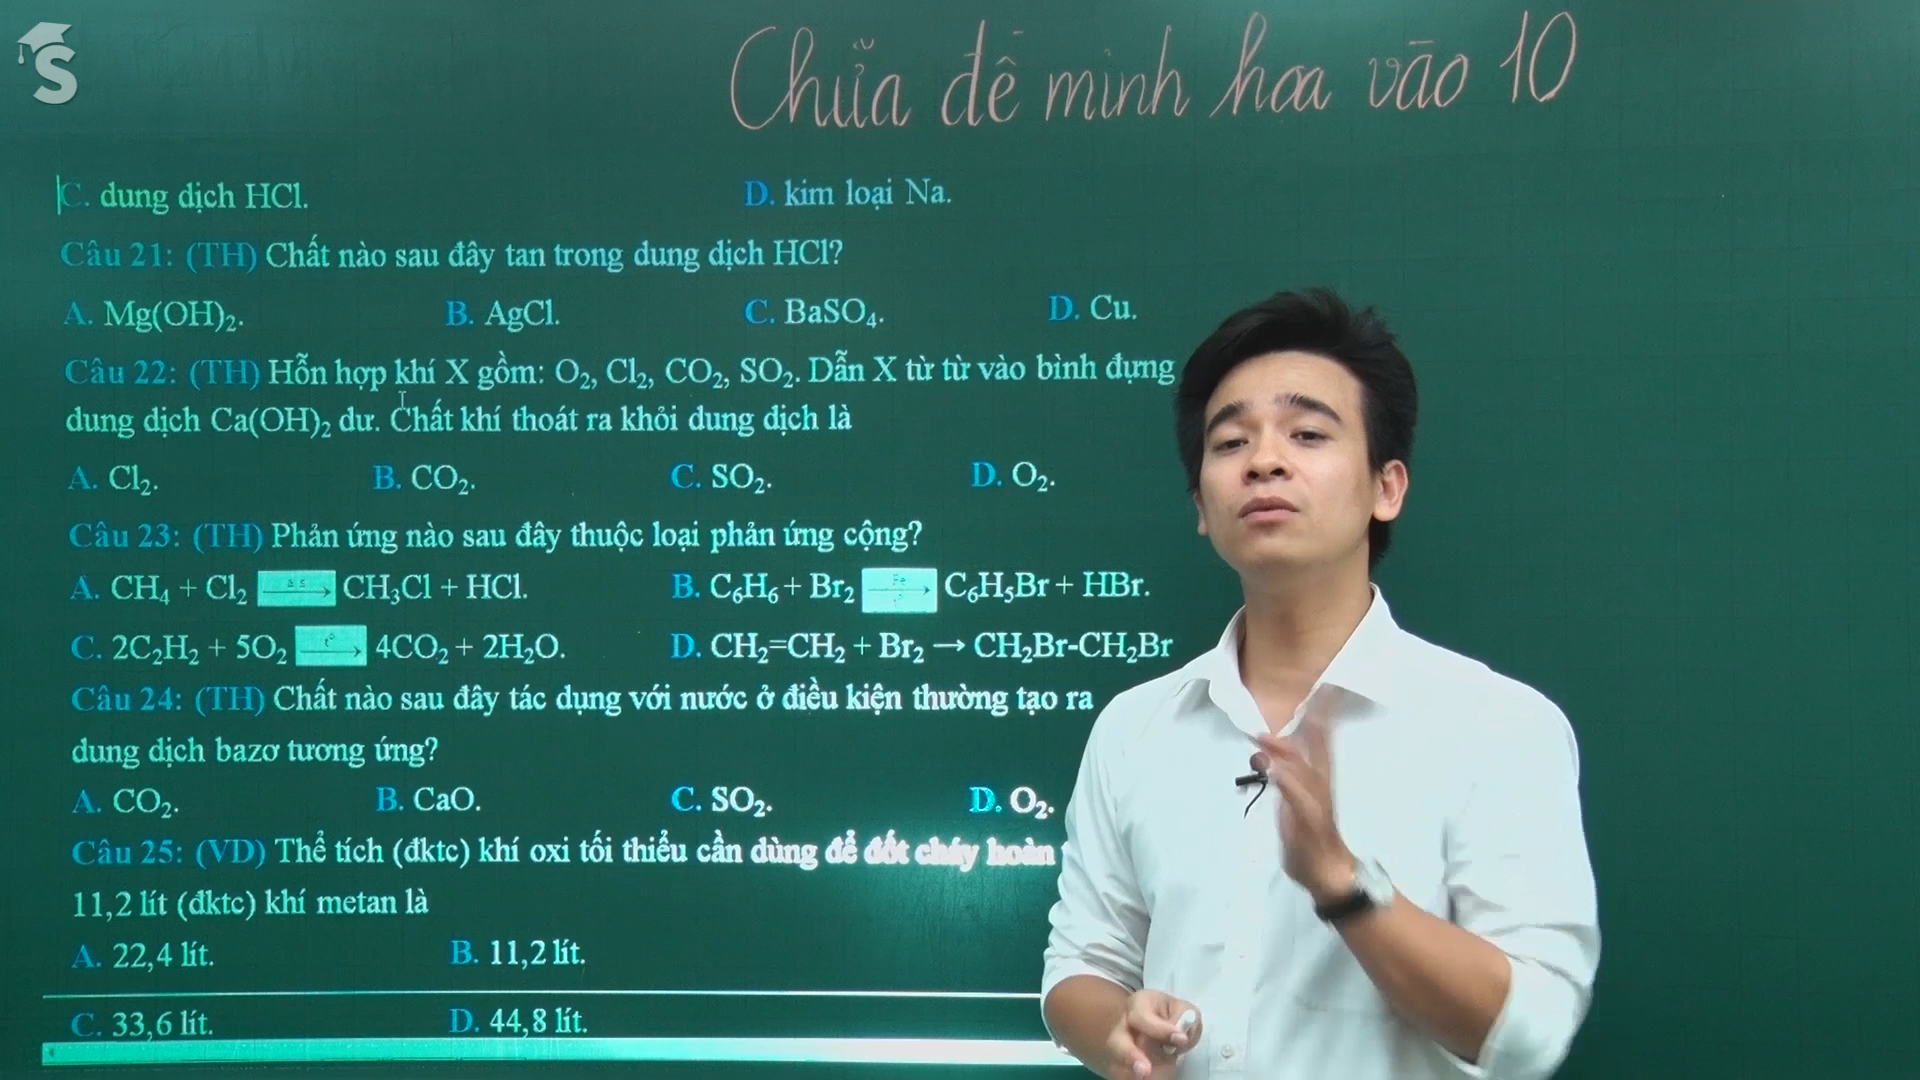 S
Chữa đề minh họa vào 10
C. dung dịch HCl. D. kim loại Na.
Câu 21: (TH) Chất nào sau đây tan trong dung dịch HCl?
A. Mg(OH)₂. B. AgCl. C. BaSO₄. D. Cu.
Câu 22: (TH) Hỗn hợp khí X gồm: O₂, Cl₂, CO₂, SO₂. Dẫn X từ từ vào bình đựng
dung dịch Ca(OH)₂ dư. Chất khí thoát ra khỏi dung dịch là
A. Cl₂. B. CO₂. C. SO₂. D. O₂.
Câu 23: (TH) Phản ứng nào sau đây thuộc loại phản ứng cộng?
A. CH₄ + Cl₂ as→ CH₃Cl + HCl. B. C₆H₆ + Br₂ Fe, t°→ C₆H₅Br + HBr.
C. 2C₂H₂ + 5O₂ t°→ 4CO₂ + 2H₂O. D. CH₂=CH₂ + Br₂ → CH₂Br-CH₂Br
Câu 24: (TH) Chất nào sau đây tác dụng với nước ở điều kiện thường tạo ra
dung dịch bazơ tương ứng?
A. CO₂. B. CaO. C. SO₂. D. O₂.
Câu 25: (VD) Thể tích (đktc) khí oxi tối thiểu cần dùng để đốt cháy hoàn
11,2 lít (đktc) khí metan là
A. 22,4 lít. B. 11,2 lít.
C. 33,6 lít. D. 44,8 lít.